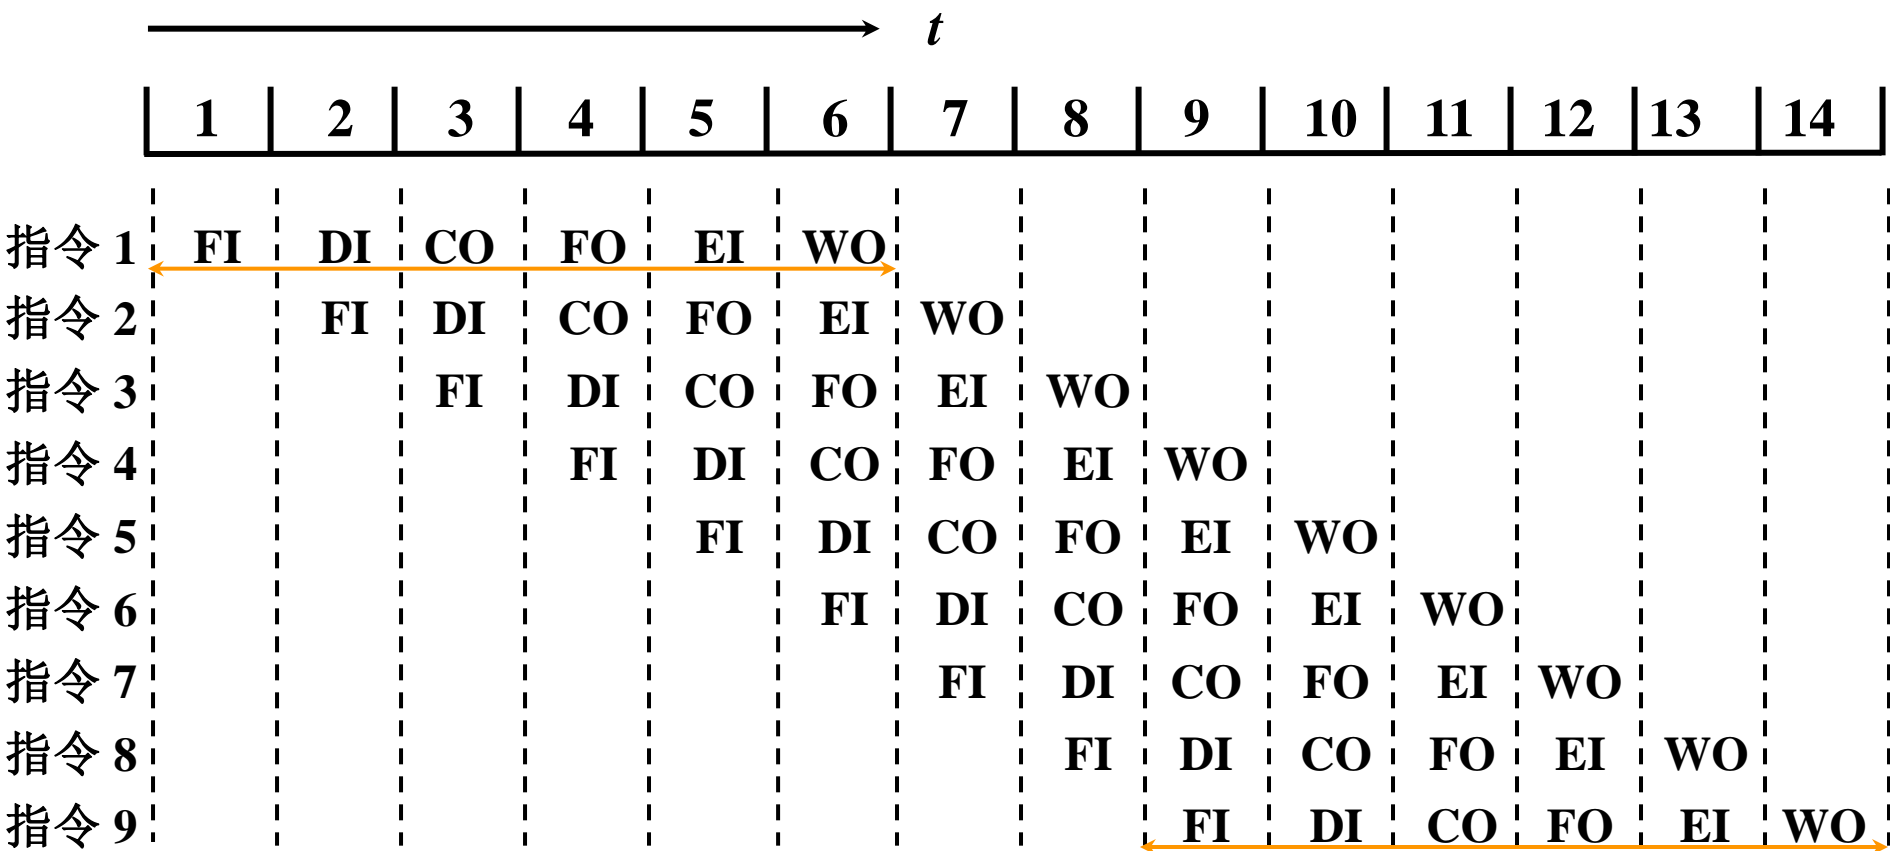 t
1 2 3 4 5 6 7 8 9 10 11 12 13 14
指令 1 FI DI CO FO EI WO
指令 2 FI DI CO FO EI WO
指令 3 FI DI CO FO EI WO
指令 4 FI DI CO FO EI WO
指令 5 FI DI CO FO EI WO
指令 6 FI DI CO FO EI WO
指令 7 FI DI CO FO EI WO
指令 8 FI DI CO FO EI WO
指令 9 FI DI CO FO EI WO